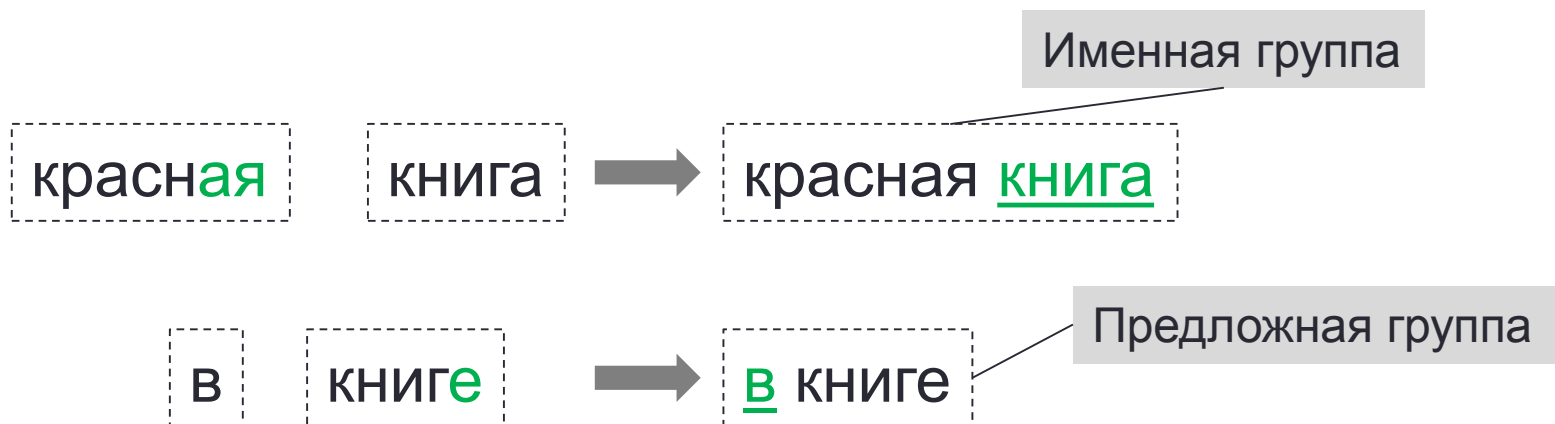 Именная группа
красная книга красная книга
Предложная группа
в книге в книге